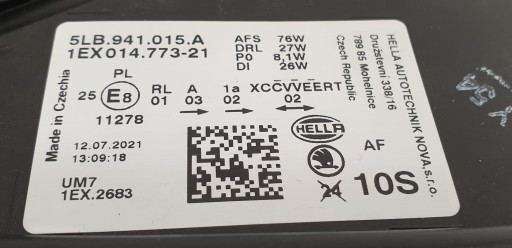 5LB.941.015.A
1EX014.773-21
AFS 76W
DRL 27W
P0 8,1W
DI 26W
HELLA AUTOTECHNIK NOVA, s.r.o.
Družstevní 338/16
789 85 Mohelnice
Czech Republic
Made in Czechia
PL
25 E8
11278
RL A 1a XCCVVEERT
01 03 02 02
12.07.2021
13:09:18
HELLA
AF
UM7
1EX.2683
24 10S